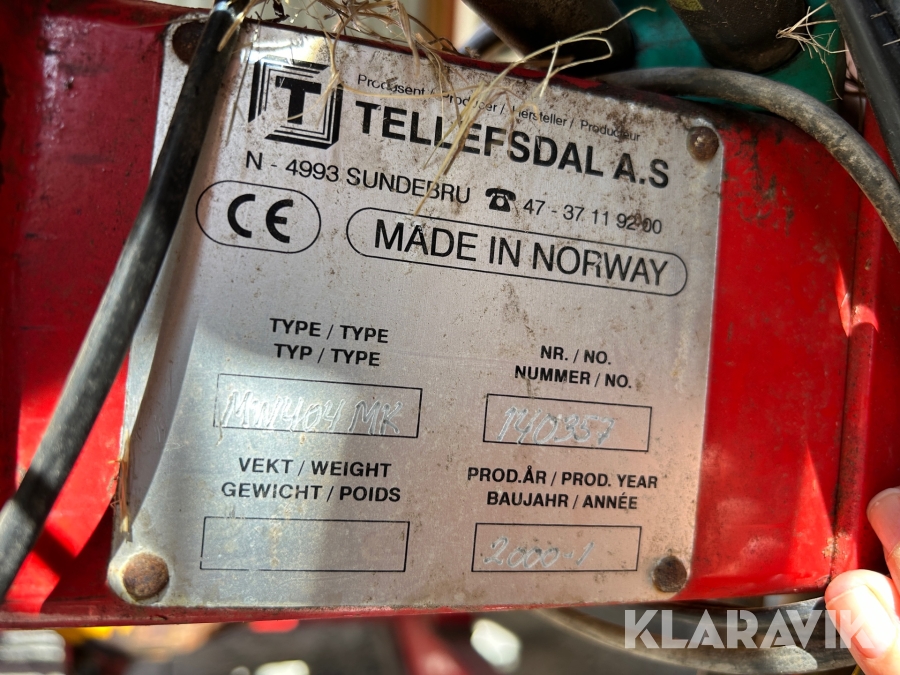 T
Produsent / Producer / Hersteller / Producteur
TELLEFSDAL A.S
N - 4993 SUNDEBRU ☎ 47 - 37 11 92 00
CE
MADE IN NORWAY
TYPE / TYPE
TYP / TYPE
NR. / NO.
NUMMER / NO.
MW404 MK
140357
VEKT / WEIGHT
GEWICHT / POIDS
PROD.ÅR / PROD. YEAR
BAUJAHR / ANNÉE
2000-1
KLARAVIK